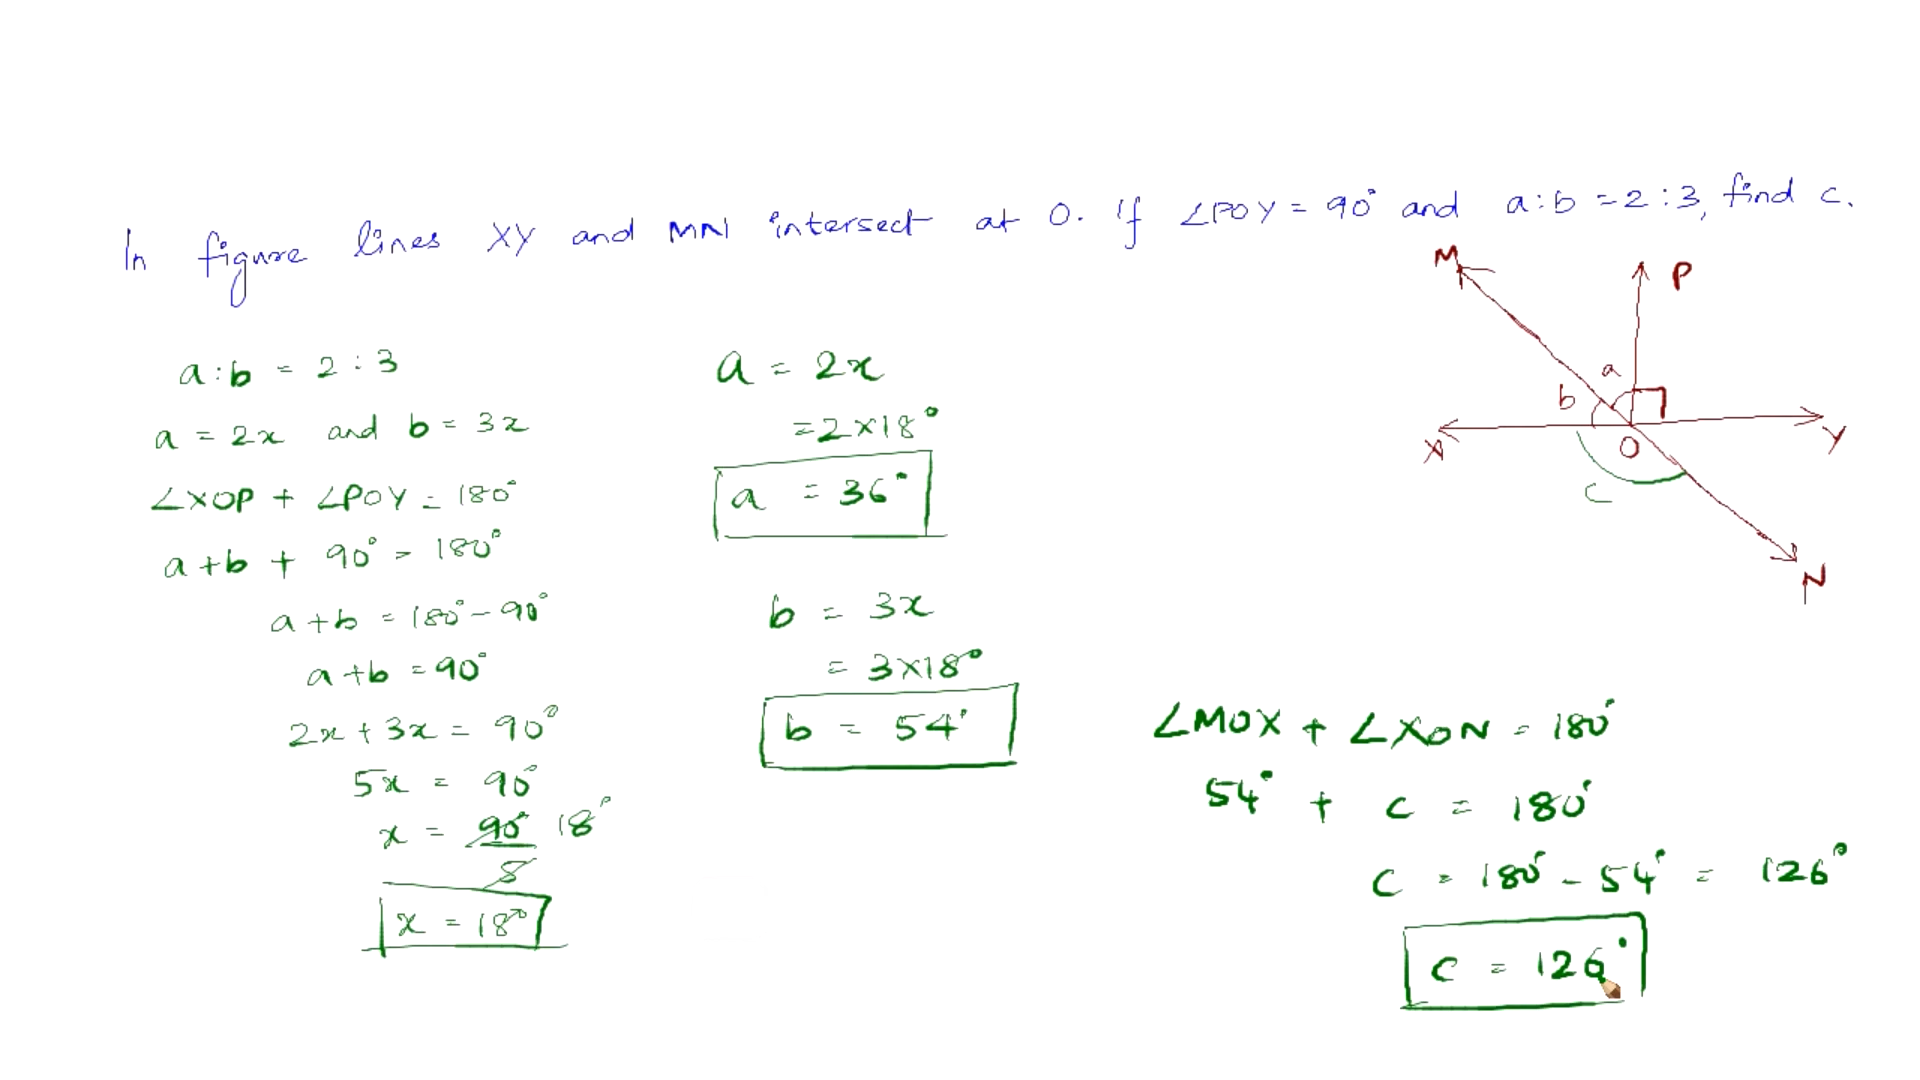 In figure lines XY and MN intersect at O. If ∠POY = 90° and a:b = 2:3, find c.
a:b = 2:3
a = 2x and b = 3x
∠XOP + ∠POY = 180°
a+b + 90° = 180°
a+b = 180° - 90°
a+b = 90°
2x + 3x = 90°
5x = 90°
x = 90° 18°
5
x = 18°
a = 2x
= 2×18°
a = 36°
b = 3x
= 3×18°
b = 54°
M
P
a
b
X
O
Y
C
N
∠MOX + ∠XON = 180°
54° + C = 180°
C = 180° - 54° = 126°
C = 126°